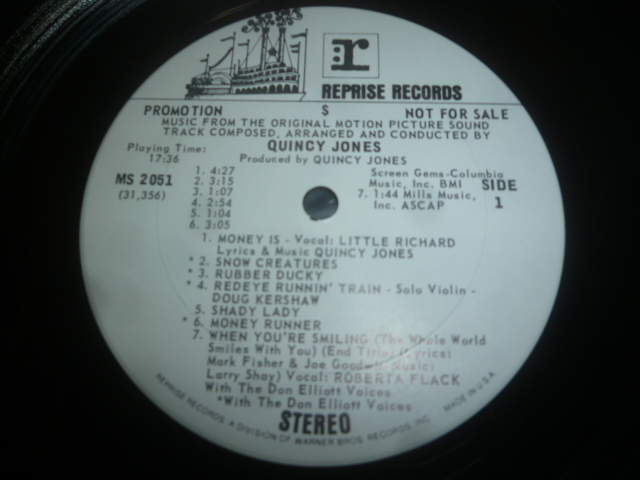 r
REPRISE RECORDS
PROMOTION $ NOT FOR SALE
MUSIC FROM THE ORIGINAL MOTION PICTURE SOUND
TRACK COMPOSED, ARRANGED AND CONDUCTED BY
QUINCY JONES
Produced by QUINCY JONES
Playing Time:
17:36
MS 2051
(31,356)
1. 4:27
2. 3:15
3. 1:07
4. 2:54
5. 1:04
6. 3:05
Screen Gems-Columbia
Music, Inc. BMI
7. 1:44 Mills Music,
Inc. ASCAP
SIDE
1
1. MONEY IS - Vocal: LITTLE RICHARD
Lyrics & Music QUINCY JONES
* 2. SNOW CREATURES
* 3. RUBBER DUCKY
* 4. REDEYE RUNNIN' TRAIN - Solo Violin -
DOUG KERSHAW
5. SHADY LADY
* 6. MONEY RUNNER
7. WHEN YOU'RE SMILING (The Whole World
Smiles With You) (End Title) (Lyrics:
Mark Fisher & Joe Goodwin Music:
Larry Shay) Vocal: ROBERTA FLACK
With The Don Elliott Voices
*With The Don Elliott Voices
STEREO
REPRISE RECORDS, A DIVISION OF WARNER BROS. RECORDS, INC. MADE IN U.S.A.